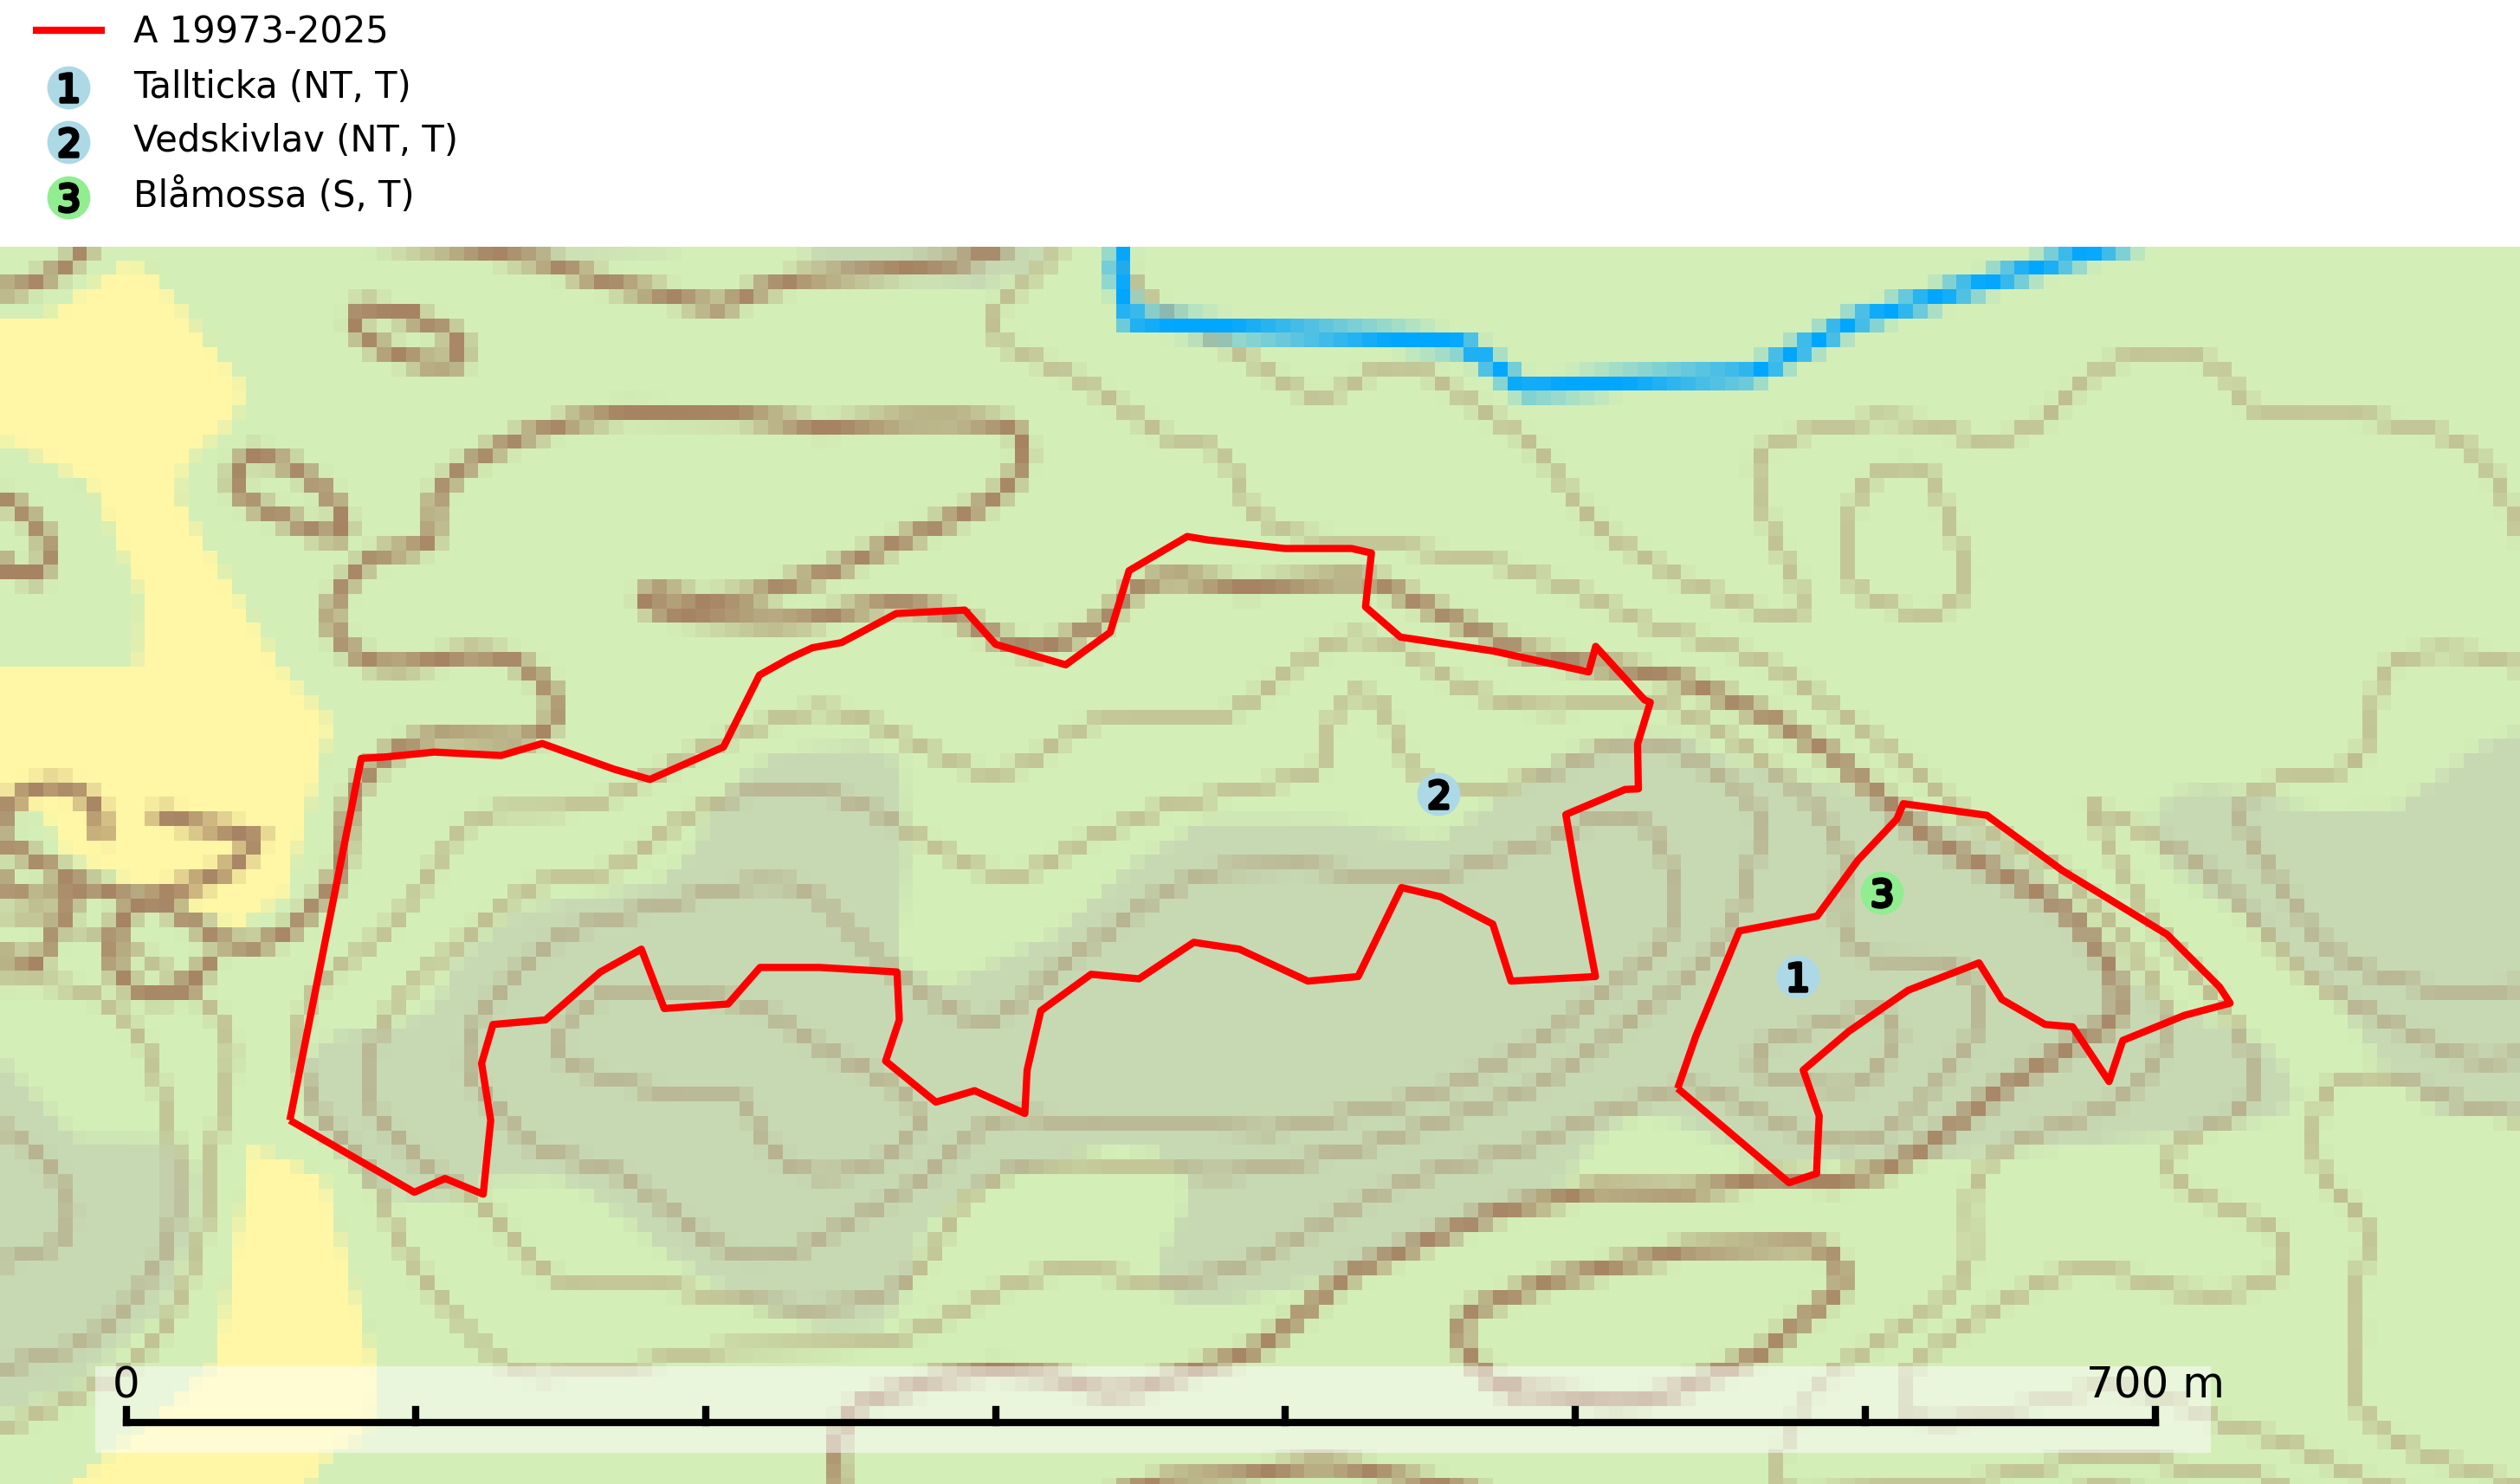 A 19973-2025
1 Tallticka (NT, T)
2 Vedskivlav (NT, T)
3 Blåmossa (S, T)
2
3
1
0 700 m